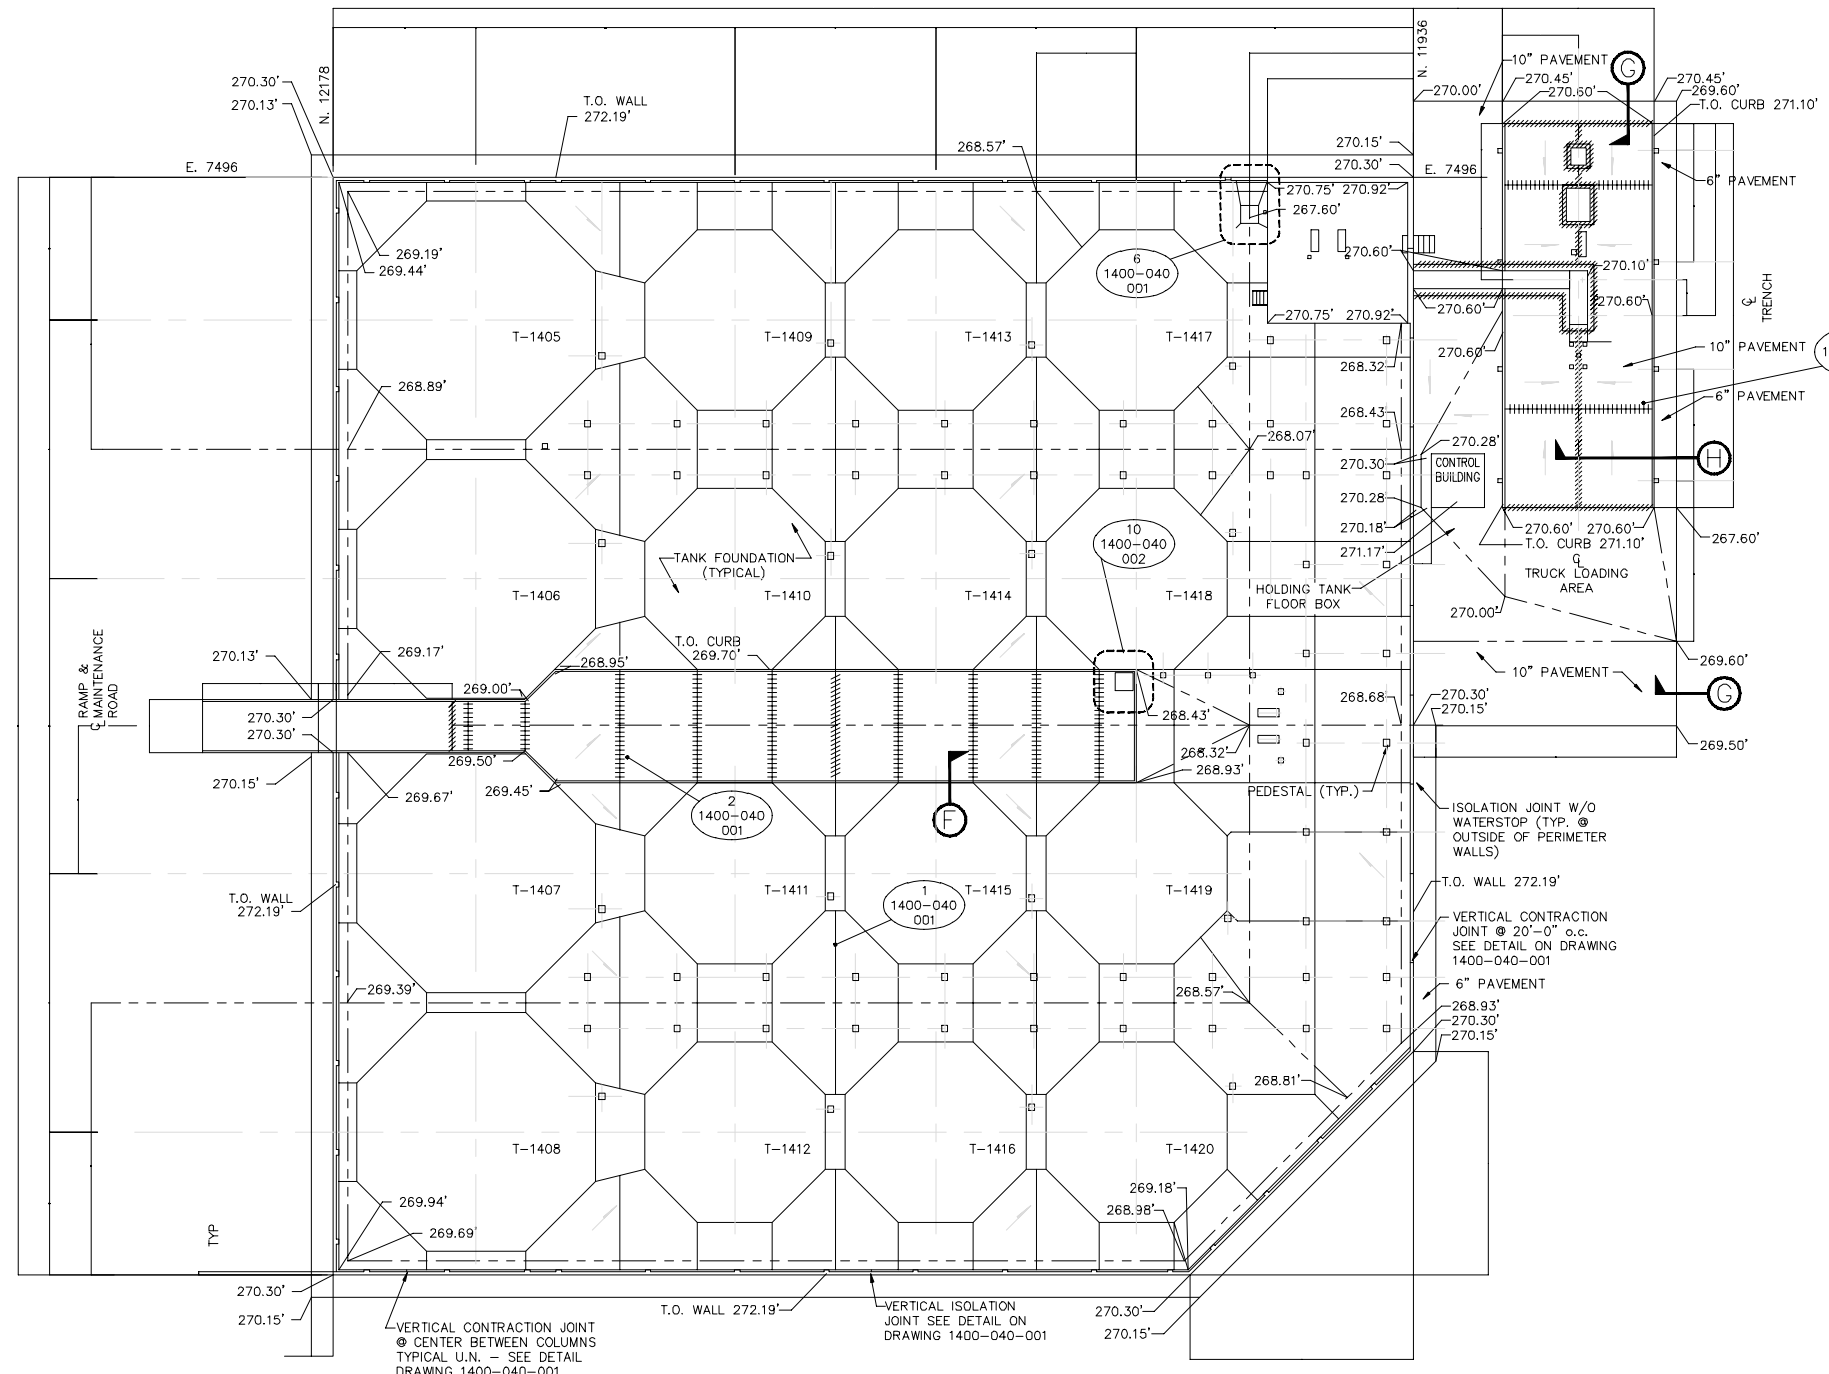 N. 11936
N. 12178
270.30'
270.13'
T.O. WALL
272.19'
10" PAVEMENT
G
270.45'
270.60'
270.00'
270.45'
269.60'
T.O. CURB 271.10'
E. 7496
268.57'
270.15'
270.30'
E. 7496
6" PAVEMENT
270.75'
270.92'
267.60'
269.19'
269.44'
6
1400-040
001
270.60'
270.10'
270.60'
℄
TRENCH
270.75'
270.92'
270.60'
T-1405
T-1409
T-1413
T-1417
270.60'
10" PAVEMENT
1
268.32
268.89'
6" PAVEMENT
268.43
268.07'
270.28'
270.30
CONTROL
BUILDING
H
270.28
270.18'
271.17'
270.60'
270.60'
T.O. CURB 271.10'
267.60'
10
1400-040
002
TANK FOUNDATION
(TYPICAL)
℄
TRUCK LOADING
AREA
HOLDING TANK
FLOOR BOX
270.00'
T-1406
T-1410
T-1414
T-1418
RAMP &
℄ MAINTENANCE
ROAD
T.O. CURB
269.70'
269.17'
270.13'
268.95'
269.60'
10" PAVEMENT
G
269.00'
268.68
270.30'
270.15'
270.30'
270.30'
268.43'
268.32'
269.50'
269.50'
268.93'
270.15'
269.67'
269.45'
PEDESTAL (TYP.)
2
1400-040
001
F
ISOLATION JOINT W/O
WATERSTOP (TYP. @
OUTSIDE OF PERIMETER
WALLS)
T-1407
T-1411
T-1415
T-1419
1
1400-040
001
T.O. WALL 272.19'
T.O. WALL
272.19'
VERTICAL CONTRACTION
JOINT @ 20'-0" o.c.
SEE DETAIL ON DRAWING
1400-040-001
6" PAVEMENT
269.39'
268.57'
268.93'
270.30'
270.15'
268.81'
T-1408
T-1412
T-1416
T-1420
269.94'
269.18'
268.98'
269.69'
TYP
270.30'
270.15'
T.O. WALL 272.19'
VERTICAL ISOLATION
JOINT SEE DETAIL ON
DRAWING 1400-040-001
270.30'
270.15'
VERTICAL CONTRACTION JOINT
@ CENTER BETWEEN COLUMNS
TYPICAL U.N. - SEE DETAIL
DRAWING 1400-040-001